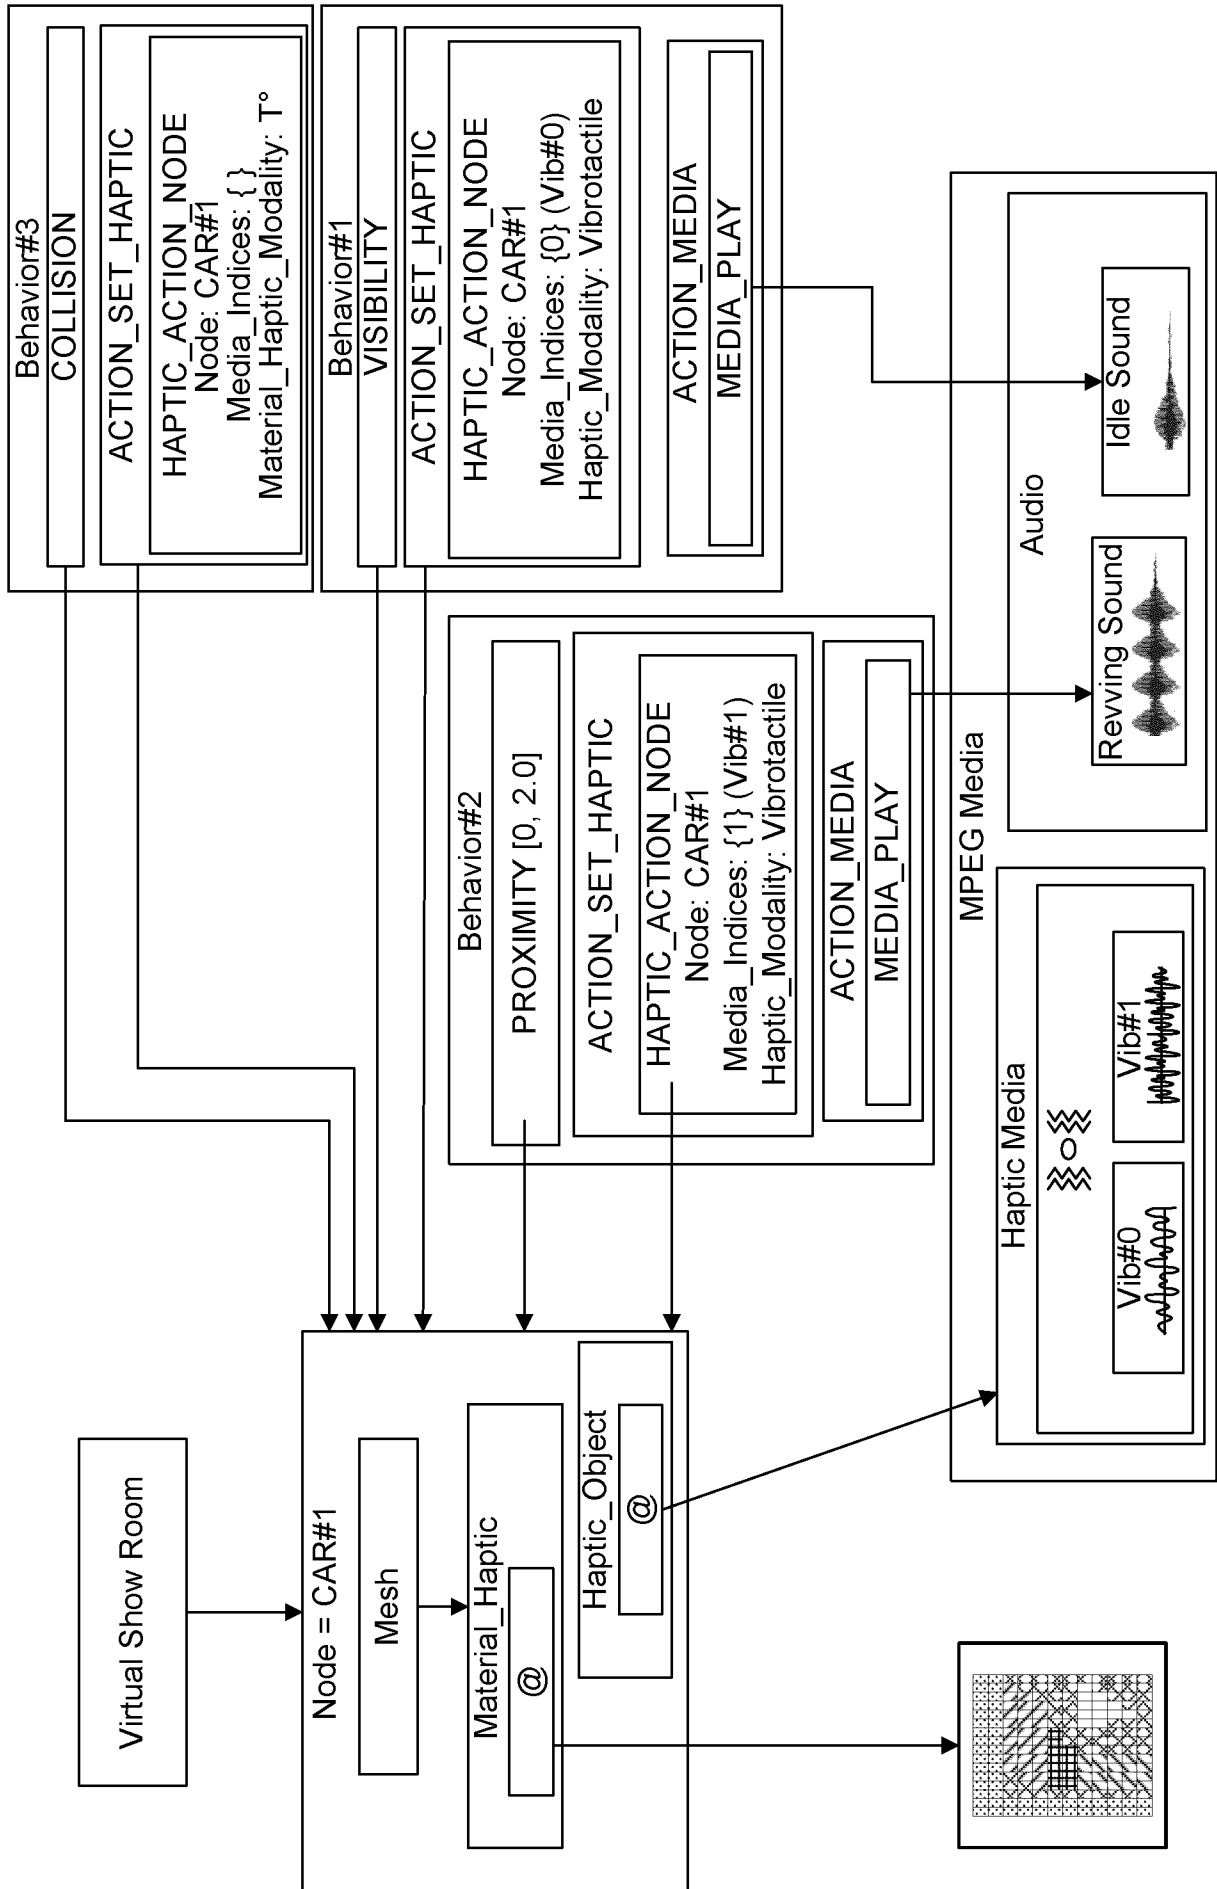 Virtual Show Room
Node = CAR#1
Mesh
Material_Haptic
@
Haptic_Object
@
Behavior#3
COLLISION
ACTION_SET_HAPTIC
HAPTIC_ACTION_NODE
Node: CAR#1
Media_Indices: { }
Material_Haptic_Modality: T°
Behavior#1
VISIBILITY
ACTION_SET_HAPTIC
HAPTIC_ACTION_NODE
Node: CAR#1
Media_Indices: {0} (Vib#0)
Haptic_Modality: Vibrotactile
ACTION_MEDIA
MEDIA_PLAY
Behavior#2
PROXIMITY [0, 2.0]
ACTION_SET_HAPTIC
HAPTIC_ACTION_NODE
Node: CAR#1
Media_Indices: {1} (Vib#1)
Haptic_Modality: Vibrotactile
ACTION_MEDIA
MEDIA_PLAY
MPEG Media
Haptic Media
Vib#0
Vib#1
Audio
Revving Sound
Idle Sound